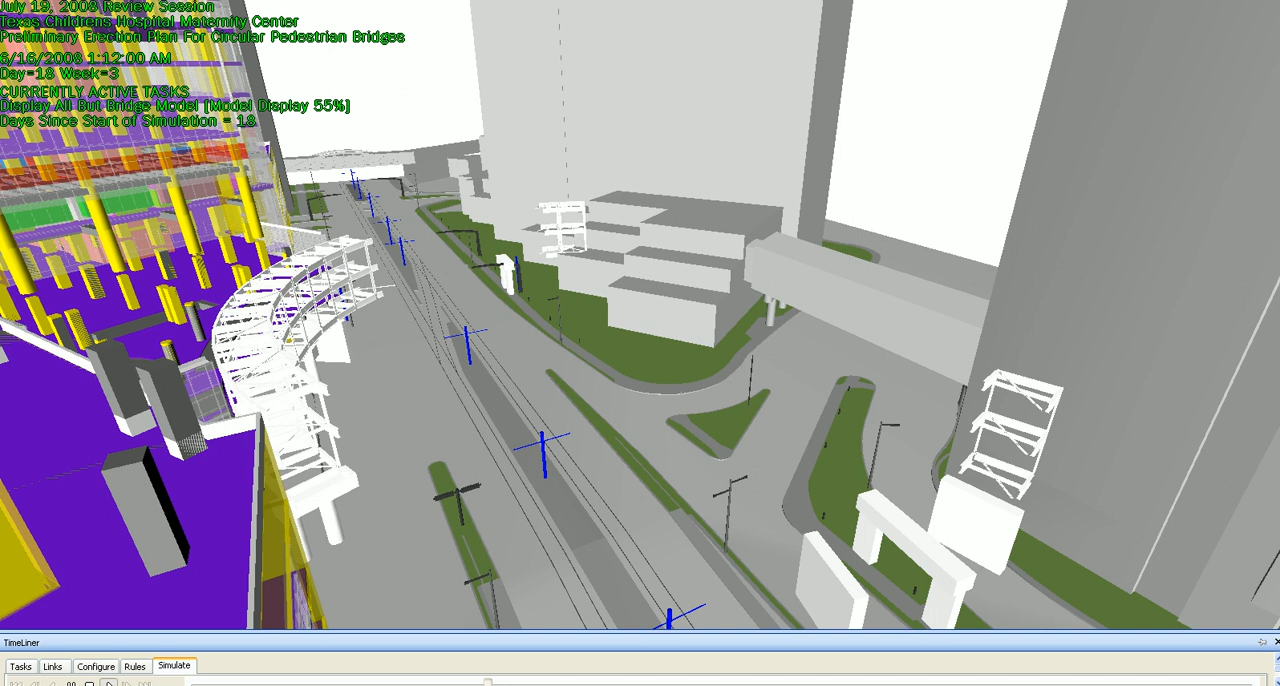 July 19, 2008 Review Session
Texas Childrens Hospital Maternity Center
Preliminary Erection Plan For Circular Pedestrian Bridges
6/16/2008 1:12:00 AM
Day=18 Week=3
CURRENTLY ACTIVE TASKS
Display All But Bridge Model [Model Display 55%]
Days Since Start of Simulation = 18
TimeLiner
Tasks Links Configure Rules Simulate